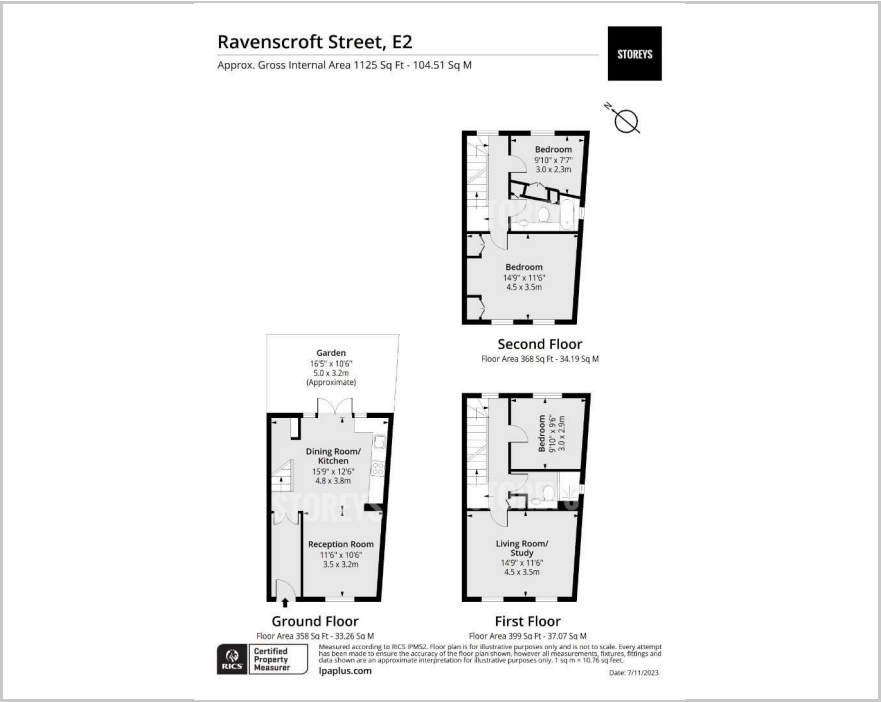 Ravenscroft Street, E2
Approx. Gross Internal Area 1125 Sq Ft - 104.51 Sq M
STOREYS
N
Bedroom
9'10" x 7'7"
3.0 x 2.3m
Bedroom
14'9" x 11'6"
4.5 x 3.5m
Second Floor
Floor Area 368 Sq Ft - 34.19 Sq M
Garden
16'5" x 10'6"
5.0 x 3.2m
(Approximate)
Dining Room/
Kitchen
15'9" x 12'6"
4.8 x 3.8m
STOREYS
Reception Room
11'6" x 10'6"
3.5 x 3.2m
Ground Floor
Floor Area 358 Sq Ft - 33.26 Sq M
Bedroom
9'10" x 9'6"
3.0 x 2.9m
Living Room/
Study
14'9" x 11'6"
4.5 x 3.5m
First Floor
Floor Area 399 Sq Ft - 37.07 Sq M
RICS
Certified
Property
Measurer
Measured according to RICS IPMS2. Floor plan is for illustrative purposes only and is not to scale. Every attempt
has been made to ensure the accuracy of the floor plan shown, however all measurements, fixtures, fittings and
data shown are an approximate interpretation for illustrative purposes only. 1 sq m = 10.76 sq feet.
lpaplus.com
Date: 7/11/2023